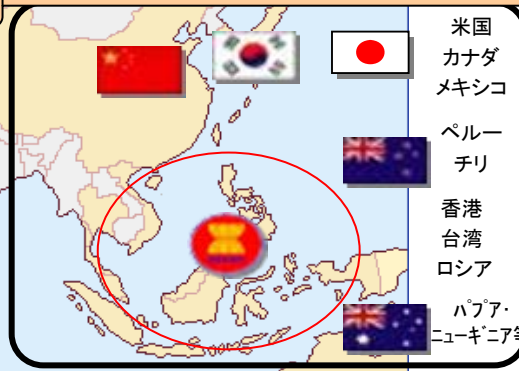 米国
カナダ
メキシコ
ペルー
チリ
香港
台湾
ロシア
パプア・
ニューギニア等